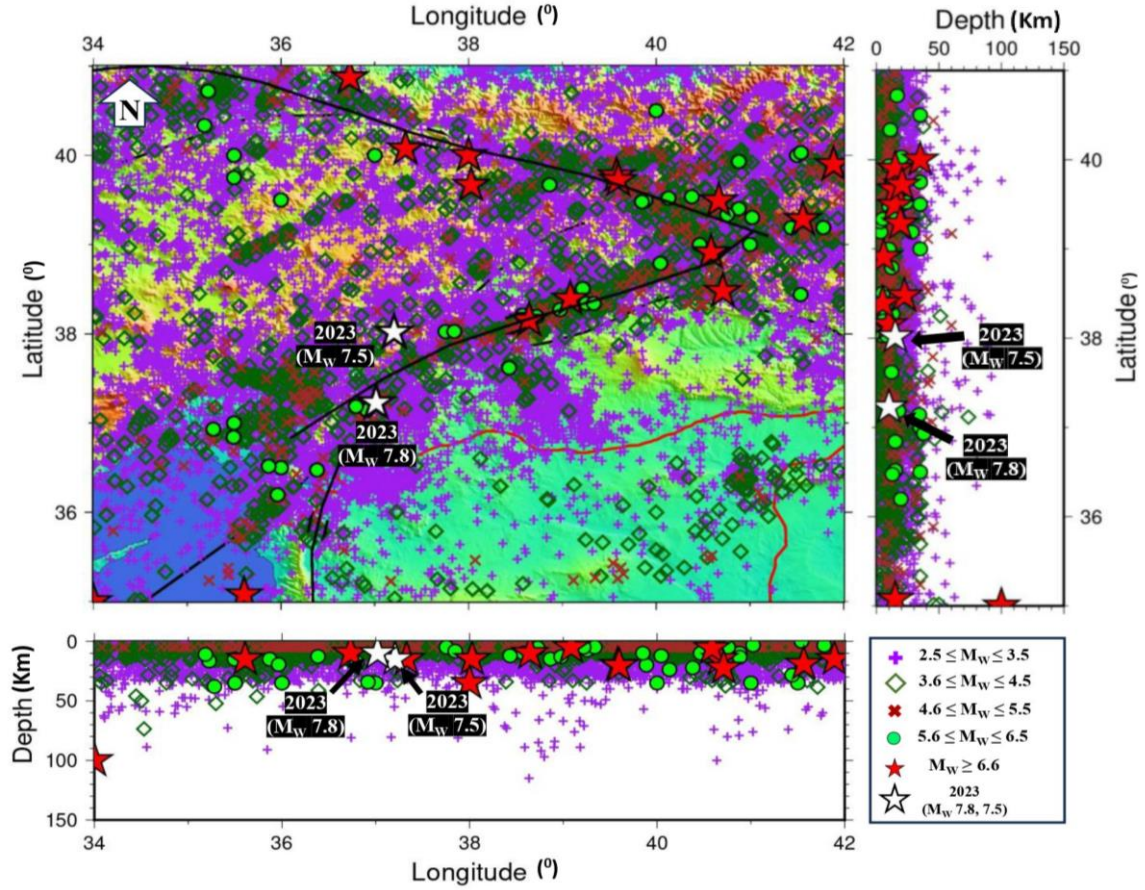 Longitude (⁰)
34 36 38 40 42
Depth (Km)
0 50 100 150
N
Latitude (⁰)
40
38
36
2023
(Mw 7.5)
2023
(Mw 7.8)
40
38
36
Latitude (⁰)
2023
(Mw 7.5)
2023
(Mw 7.8)
Depth (Km)
0
50
100
150
2023
(Mw 7.8)
2023
(Mw 7.5)
34 36 38 40 42
Longitude (⁰)
2.5 ≤ Mw ≤ 3.5
3.6 ≤ Mw ≤ 4.5
4.6 ≤ Mw ≤ 5.5
5.6 ≤ Mw ≤ 6.5
Mw ≥ 6.6
2023
(Mw 7.8, 7.5)